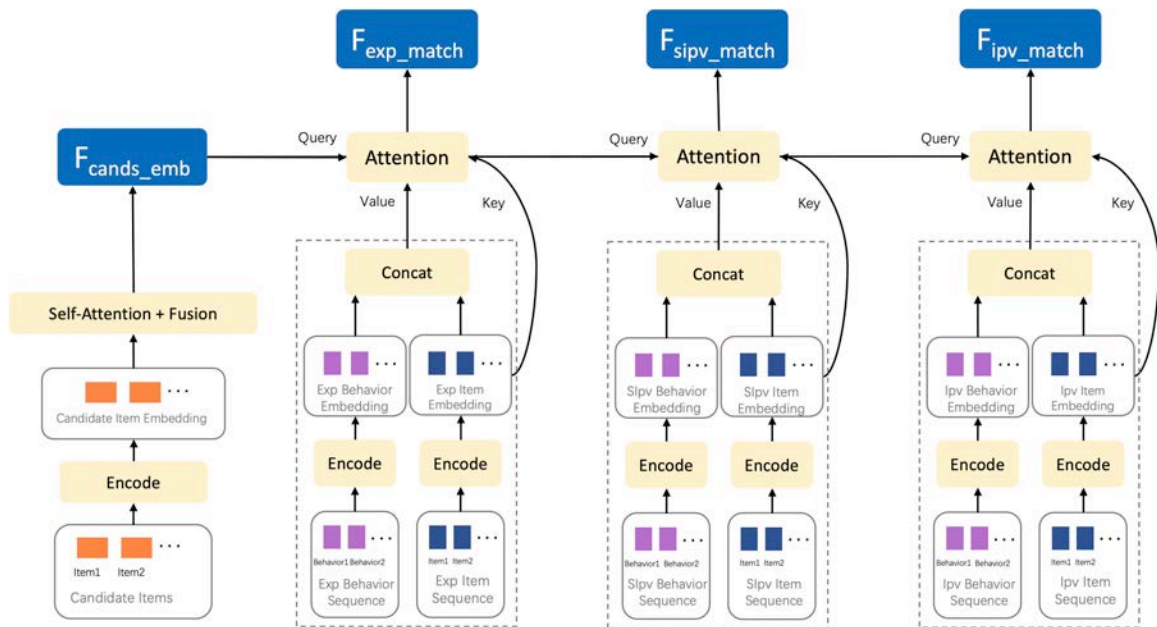 F exp_match
F sipv_match
F ipv_match
F cands_emb
Query
Attention
Query
Attention
Query
Attention
Value
Key
Value
Key
Value
Key
Concat
Concat
Concat
Self-Attention + Fusion
...
Candidate Item Embedding
...
Exp Behavior
Embedding
...
Exp Item
Embedding
...
SIpv Behavior
Embedding
...
SIpv Item
Embedding
...
Ipv Behavior
Embedding
...
Ipv Item
Embedding
Encode
Encode
Encode
Encode
Encode
Encode
Encode
...
Item1 Item2
Candidate Items
...
Behavior1 Behavior2
Exp Behavior
Sequence
...
Item1 Item2
Exp Item
Sequence
...
Behavior1 Behavior2
SIpv Behavior
Sequence
...
Item1 Item2
SIpv Item
Sequence
...
Behavior1 Behavior2
Ipv Behavior
Sequence
...
Item1 Item2
Ipv Item
Sequence